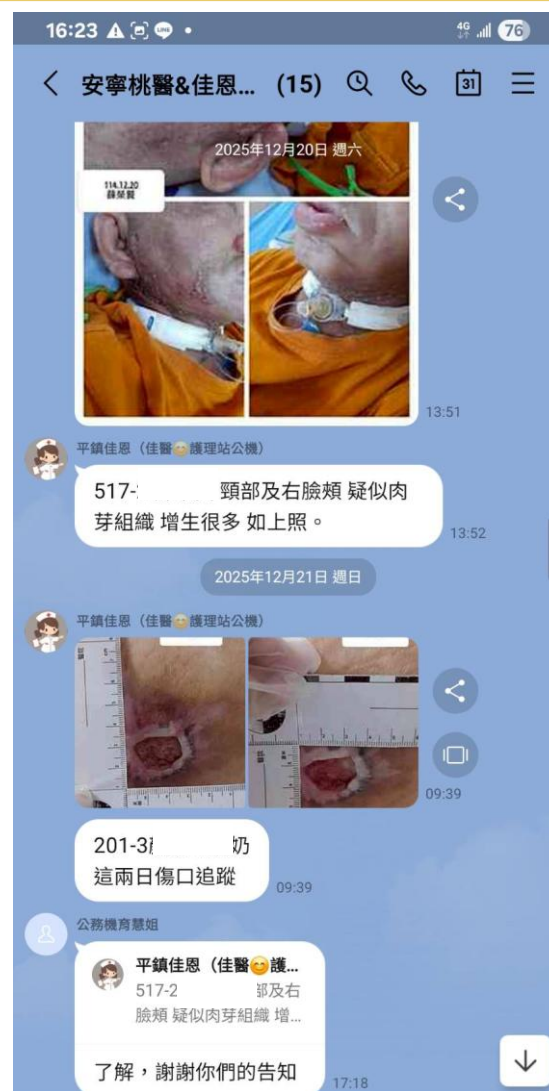 16:23
4G
76
安寧桃醫&佳恩... (15)
31
2025年12月20日 週六
114.12.20
薛榮貴
13:51
平鎮佳恩（佳醫😊護理站公機）
517-
頸部及右臉頰 疑似肉
芽組織 增生很多 如上照。
13:52
2025年12月21日 週日
平鎮佳恩（佳醫😊護理站公機）
09:39
201-3
奶
這兩日傷口追蹤
09:39
公務機育慧姐
平鎮佳恩（佳醫😊護...
517-2
部及右
臉頰 疑似肉芽組織 增...
了解，謝謝你們的告知
17:18